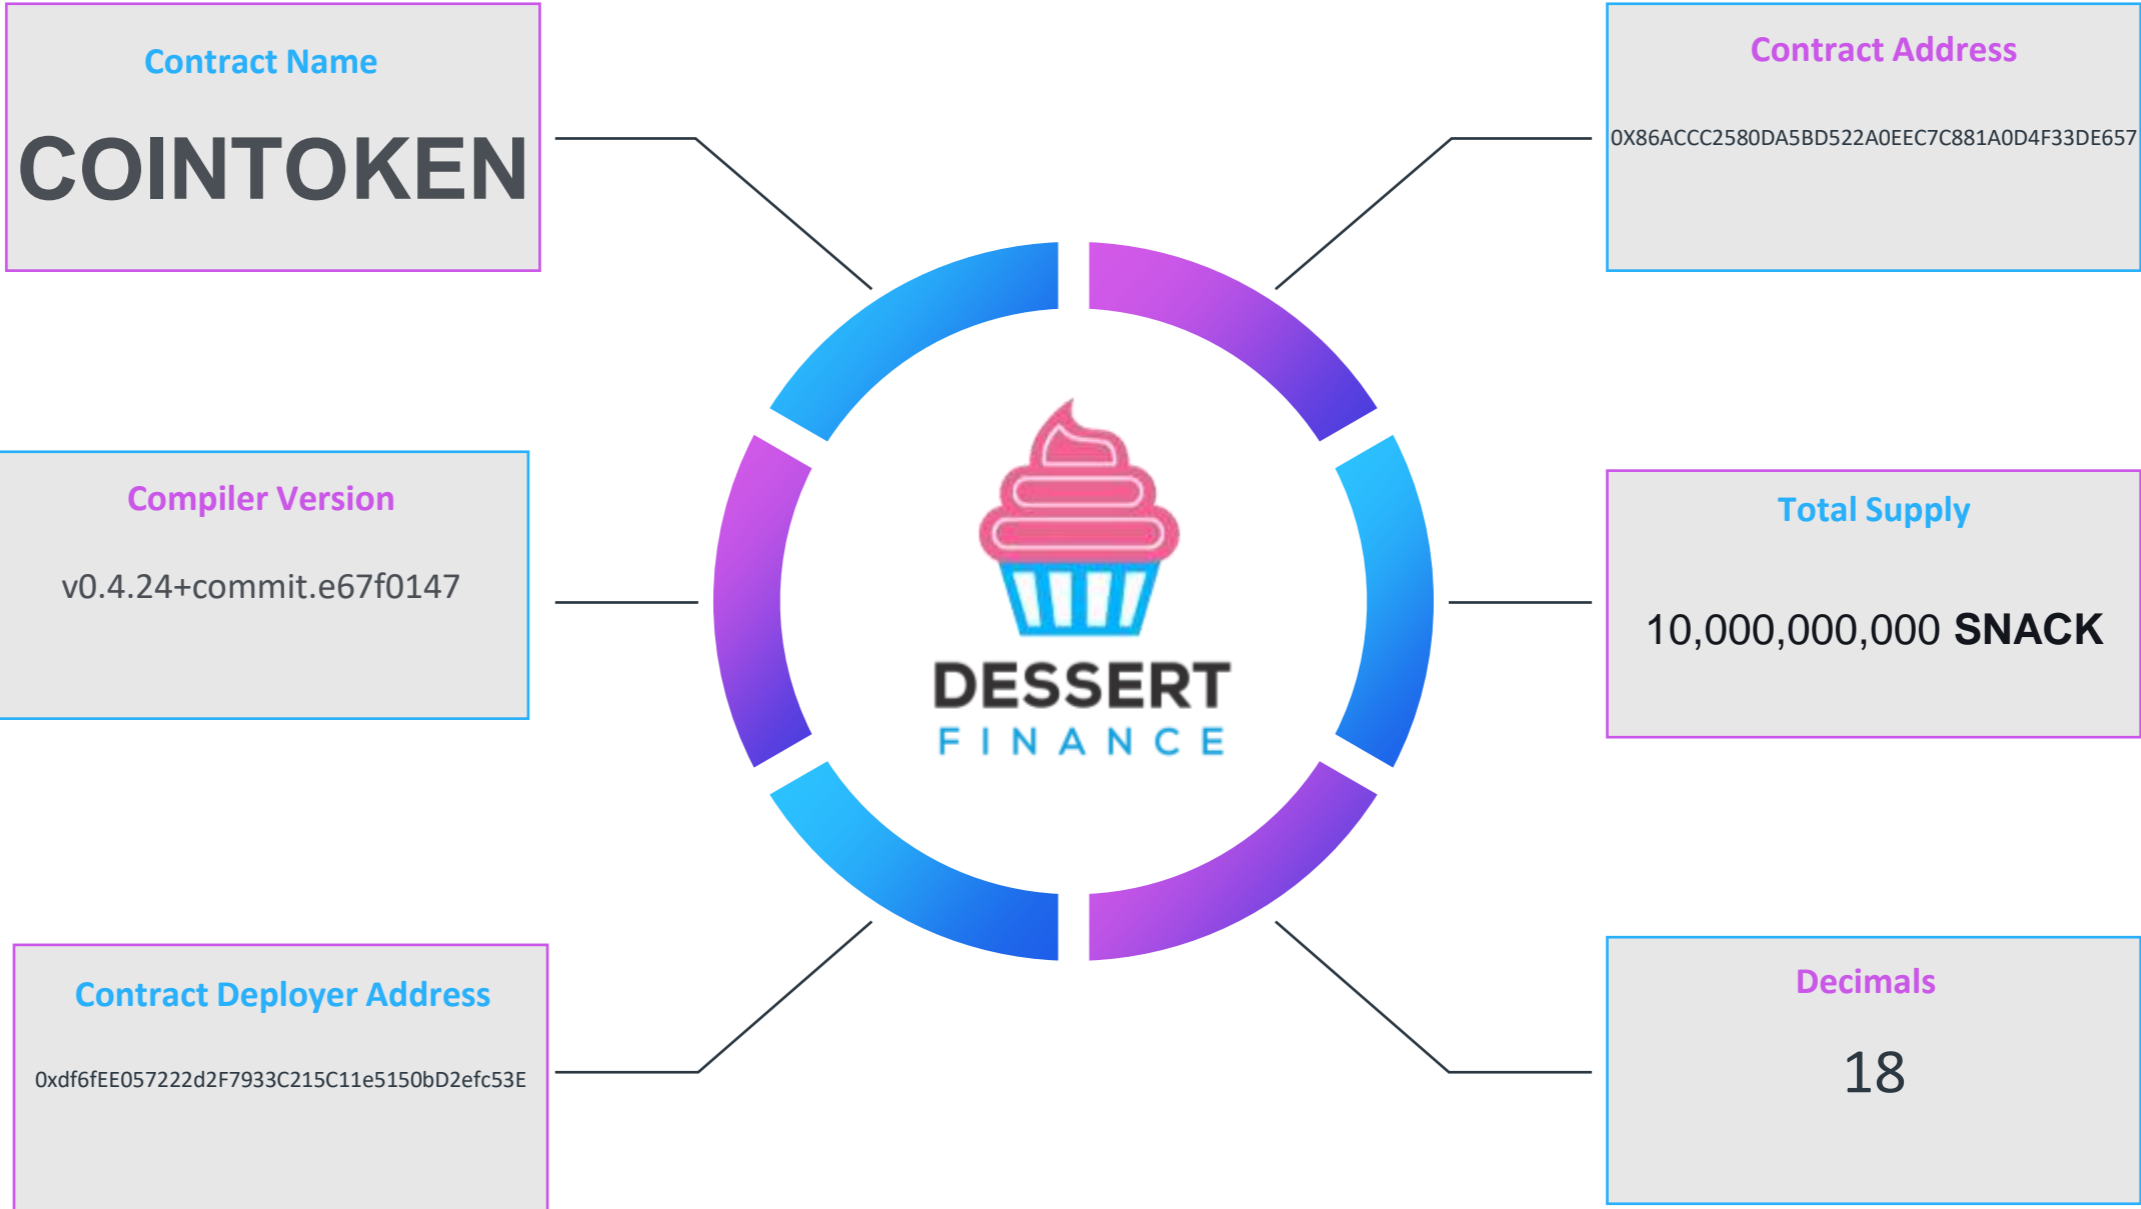 Contract Name
COINTOKEN
Contract Address
0X86ACCC2580DA5BD522A0EEC7C881A0D4F33DE657
Compiler Version
v0.4.24+commit.e67f0147
DESSERT
FINANCE
Total Supply
10,000,000,000 SNACK
Contract Deployer Address
0xdf6fEE057222d2F7933C215C11e5150bD2efc53E
Decimals
18